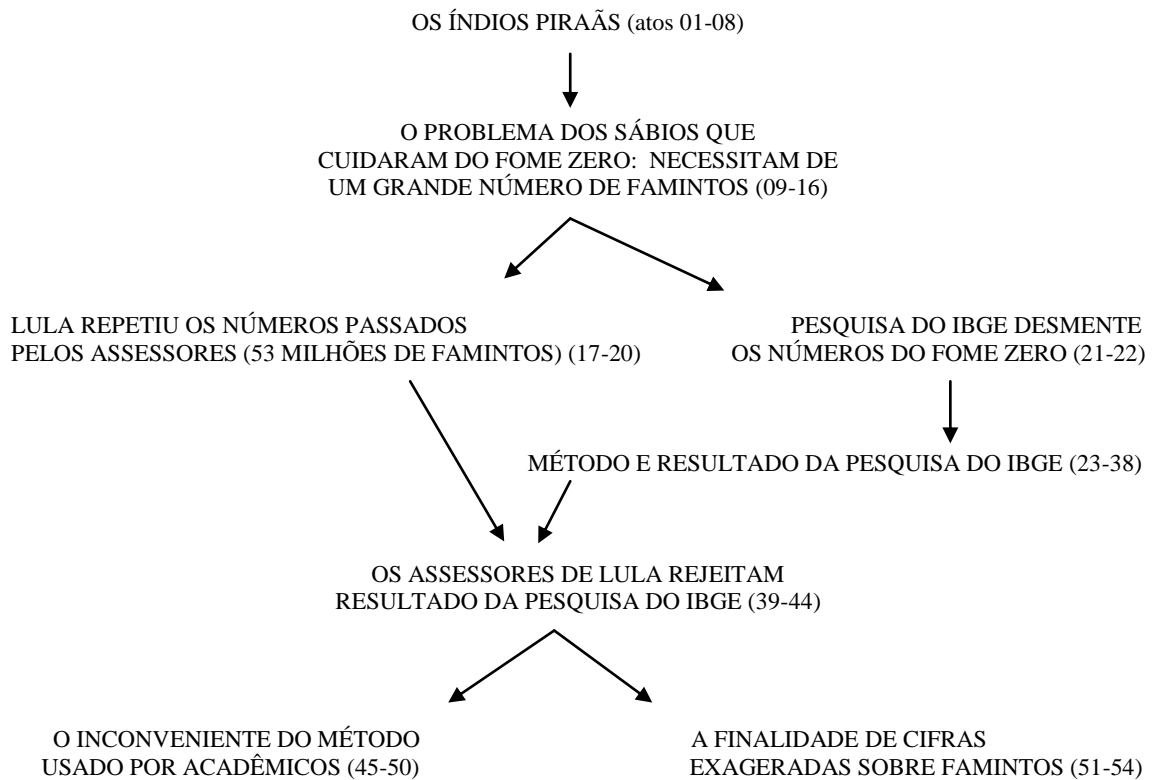 OS ÍNDIOS PIRAÃS (atos 01-08)
O PROBLEMA DOS SÁBIOS QUE
CUIDARAM DO FOME ZERO: NECESSITAM DE
UM GRANDE NÚMERO DE FAMINTOS (09-16)
LULA REPETIU OS NÚMEROS PASSADOS
PELOS ASSESSORES (53 MILHÕES DE FAMINTOS) (17-20)
PESQUISA DO IBGE DESMENTE
OS NÚMEROS DO FOME ZERO (21-22)
MÉTODO E RESULTADO DA PESQUISA DO IBGE (23-38)
OS ASSESSORES DE LULA REJEITAM
RESULTADO DA PESQUISA DO IBGE (39-44)
O INCONVENIENTE DO MÉTODO
USADO POR ACADÊMICOS (45-50)
A FINALIDADE DE CIFRAS
EXAGERADAS SOBRE FAMINTOS (51-54)